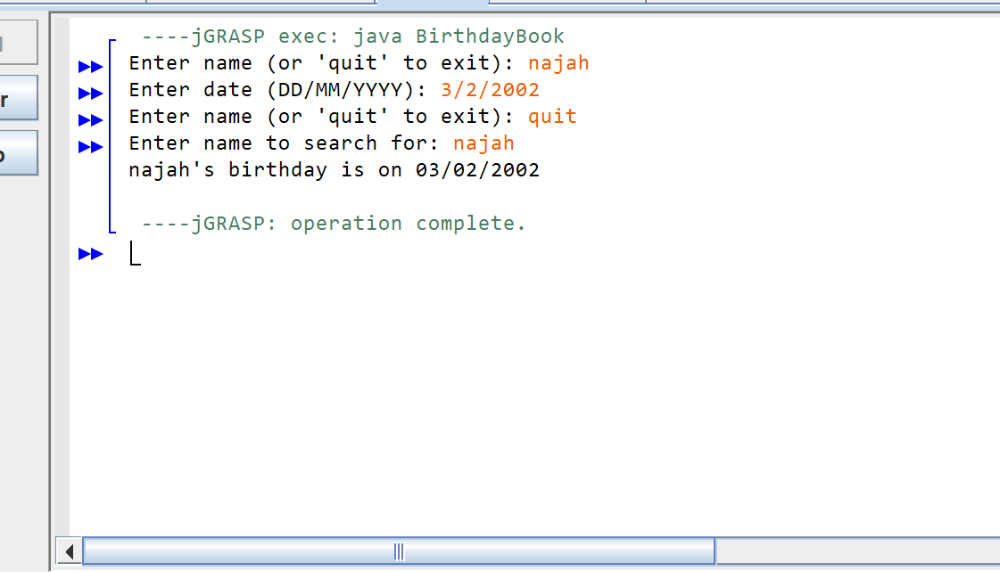 ----jGRASP exec: java BirthdayBook
Enter name (or 'quit' to exit): najah
Enter date (DD/MM/YYYY): 3/2/2002
Enter name (or 'quit' to exit): quit
Enter name to search for: najah
najah's birthday is on 03/02/2002
----jGRASP: operation complete.